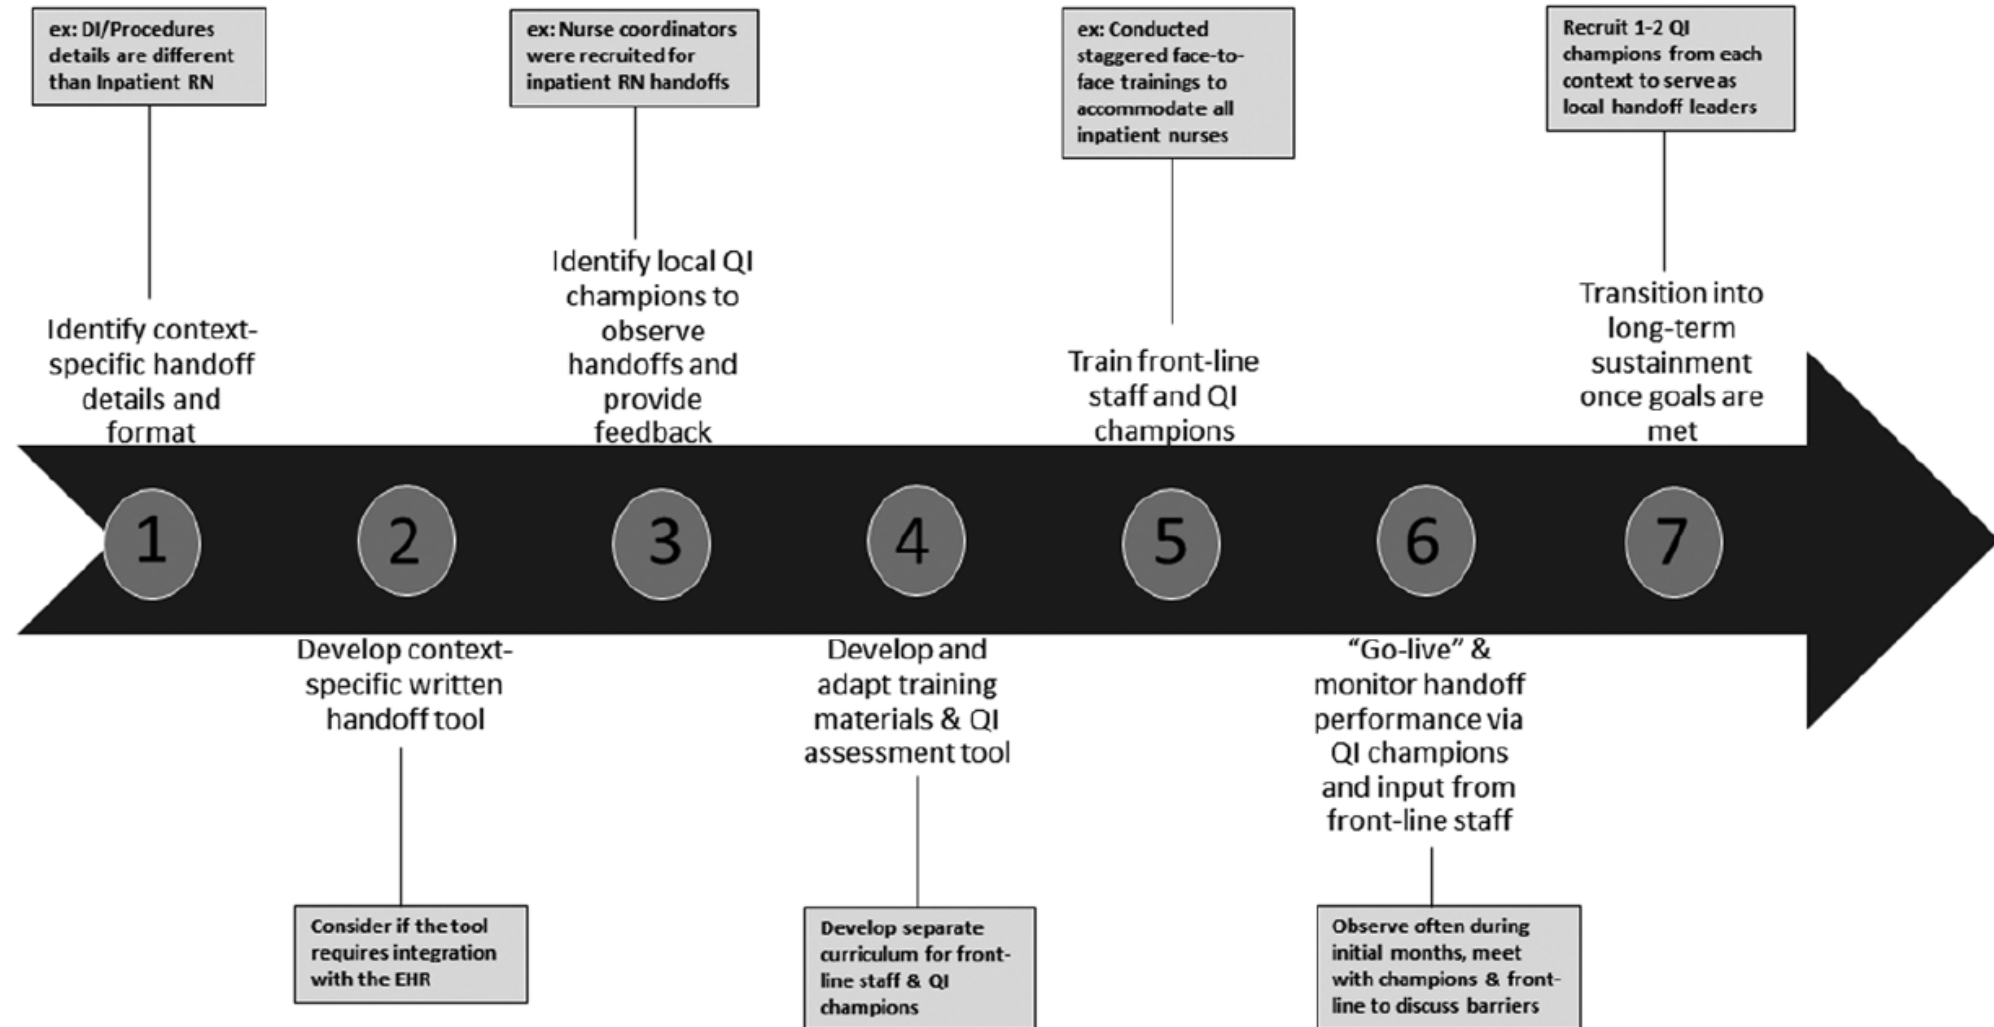 ex: DI/Procedures
details are different
than Inpatient RN
ex: Nurse coordinators
were recruited for
inpatient RN handoffs
ex: Conducted
staggered face-to-
face trainings to
accommodate all
inpatient nurses
Recruit 1-2 QI
champions from each
context to serve as
local handoff leaders
Identify context-
specific handoff
details and
format
Identify local QI
champions to
observe
handoffs and
provide
feedback
Train front-line
staff and QI
champions
Transition into
long-term
sustainment
once goals are
met
1
2
3
4
5
6
7
Develop context-
specific written
handoff tool
Develop and
adapt training
materials & QI
assessment tool
“Go-live” &
monitor handoff
performance via
QI champions
and input from
front-line staff
Consider if the tool
requires integration
with the EHR
Develop separate
curriculum for front-
line staff & QI
champions
Observe often during
initial months, meet
with champions & front-
line to discuss barriers